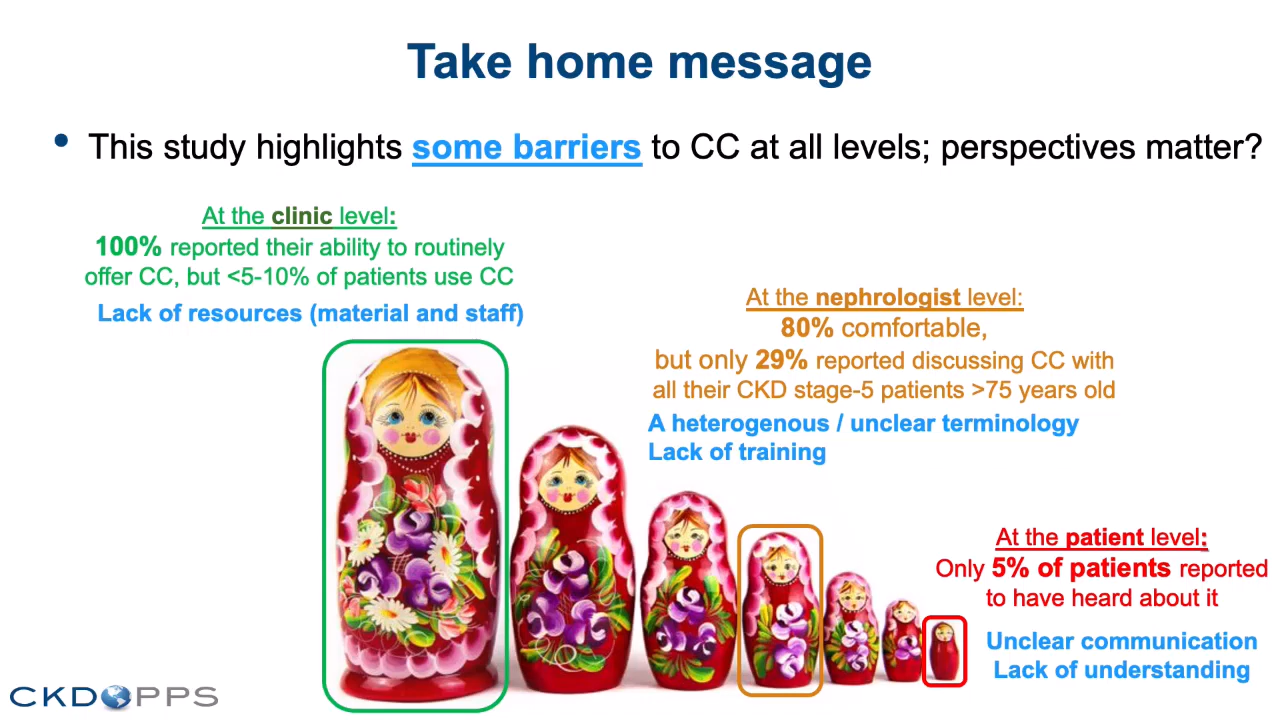 Take home message
• This study highlights some barriers to CC at all levels; perspectives matter?
At the clinic level:
100% reported their ability to routinely
offer CC, but <5-10% of patients use CC
Lack of resources (material and staff)
At the nephrologist level:
80% comfortable,
but only 29% reported discussing CC with
all their CKD stage-5 patients >75 years old
A heterogenous / unclear terminology
Lack of training
At the patient level:
Only 5% of patients reported
to have heard about it
Unclear communication
Lack of understanding
CKDOPPS